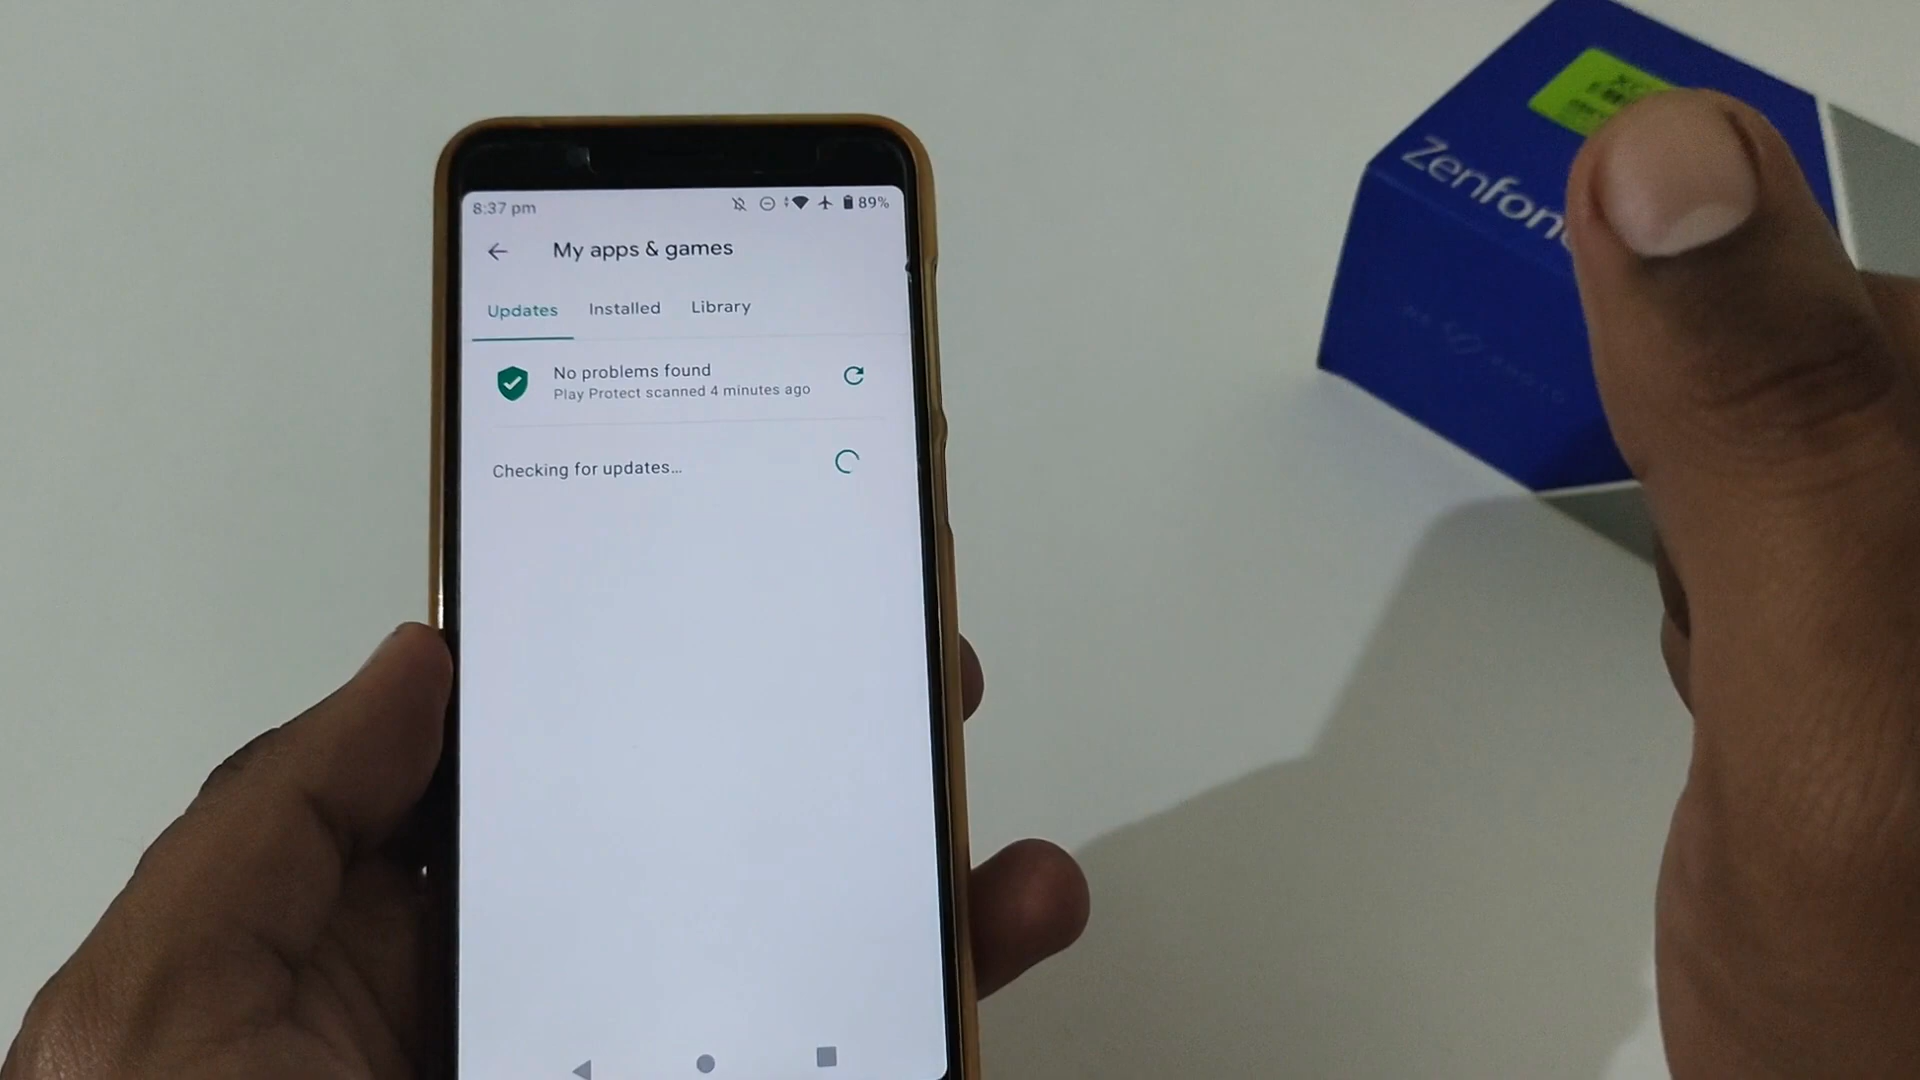 8:37 pm
89%
My apps & games
Updates Installed Library
No problems found
Play Protect scanned 4 minutes ago
Checking for updates...
Zenfon